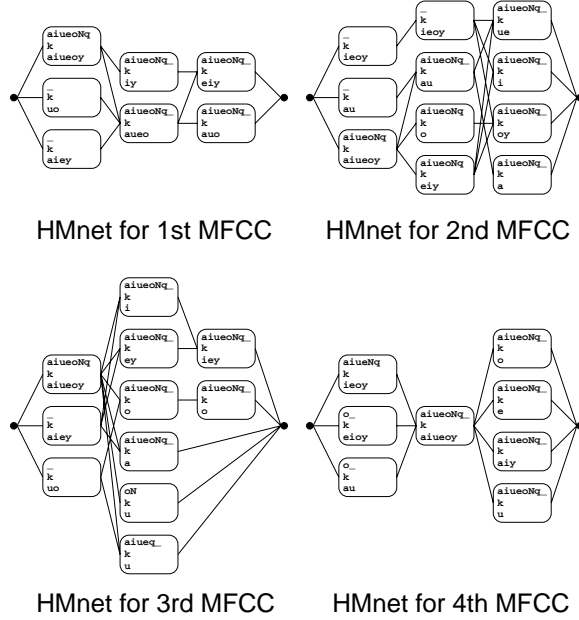 aiueoNq
k
aiueoy
_
k
uo
_
k
aiey
aiueoNq_
k
iy
aiueoNq_
k
aueo
aiueoNq_
k
eiy
aiueoNq_
k
auo
HMnet for 1st MFCC
_
k
ieoy
_
k
au
aiueoNq
k
aiueoy
_
k
ieoy
aiueoNq
k
au
aiueoNq
k
o
aiueoNq
k
eiy
aiueoNq_
k
ue
aiueoNq_
k
i
aiueoNq_
k
oy
aiueoNq_
k
a
HMnet for 2nd MFCC
aiueoNq
k
aiueoy
_
k
aiey
_
k
uo
aiueoNq_
k
i
aiueoNq_
k
ey
aiueoNq_
k
o
aiueoNq_
k
a
oN
k
u
aiueq_
k
u
aiueoNq_
k
iey
aiueoNq_
k
o
HMnet for 3rd MFCC
aiueNq
k
ieoy
o_
k
eioy
o_
k
au
aiueoNq_
k
aiueoy
aiueoNq_
k
o
aiueoNq_
k
e
aiueoNq_
k
aiy
aiueoNq_
k
u
HMnet for 4th MFCC